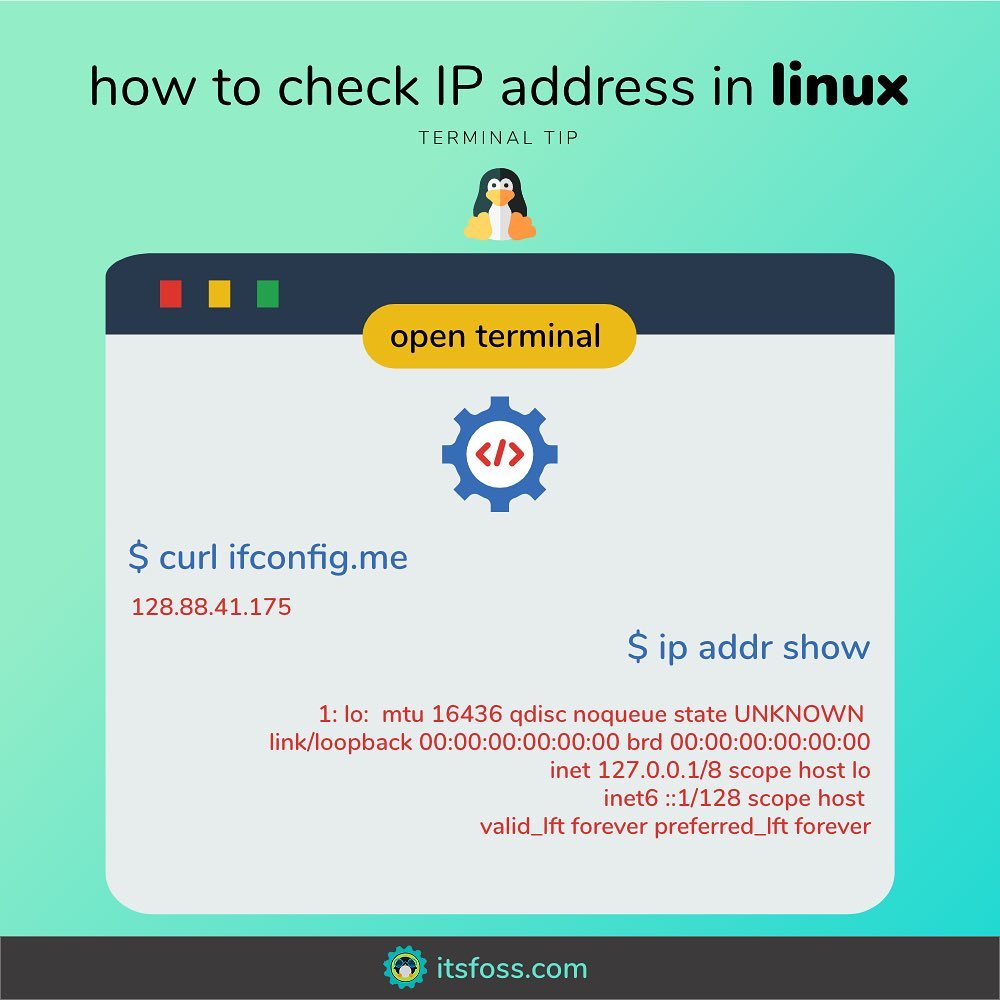 how to check IP address in linux
TERMINAL TIP
open terminal
</>
$ curl ifconfig.me
128.88.41.175
$ ip addr show
1: lo:  mtu 16436 qdisc noqueue state UNKNOWN
link/loopback 00:00:00:00:00:00 brd 00:00:00:00:00:00
inet 127.0.0.1/8 scope host lo
inet6 ::1/128 scope host
valid_lft forever preferred_lft forever
itsfoss.com